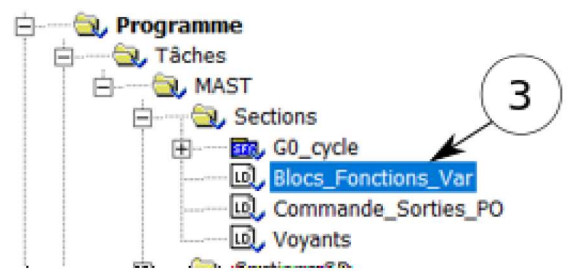 Programme
Tâches
MAST
3
Sections
SFC G0_cycle
LD Blocs_Fonctions_Var
LD Commande_Sorties_PO
LD Voyants